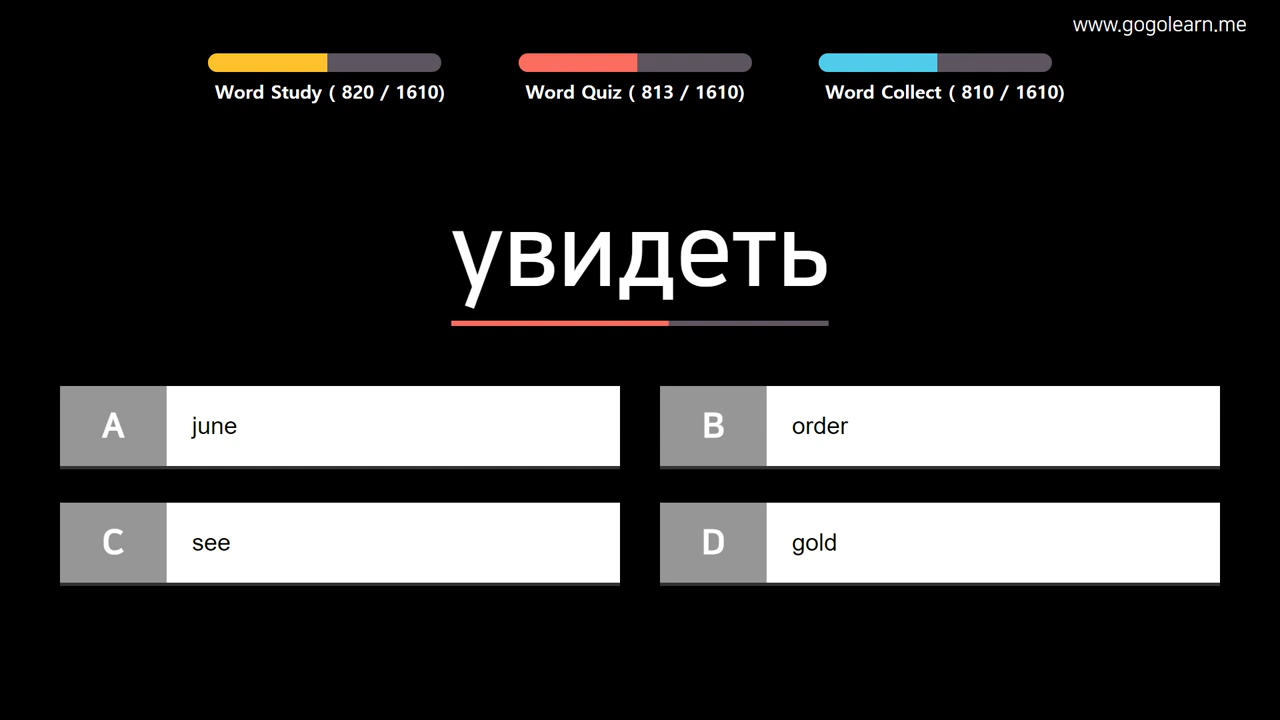 www.gogolearn.me
Word Study ( 820 / 1610)
Word Quiz ( 813 / 1610)
Word Collect ( 810 / 1610)
увидеть
A june
B order
C see
D gold